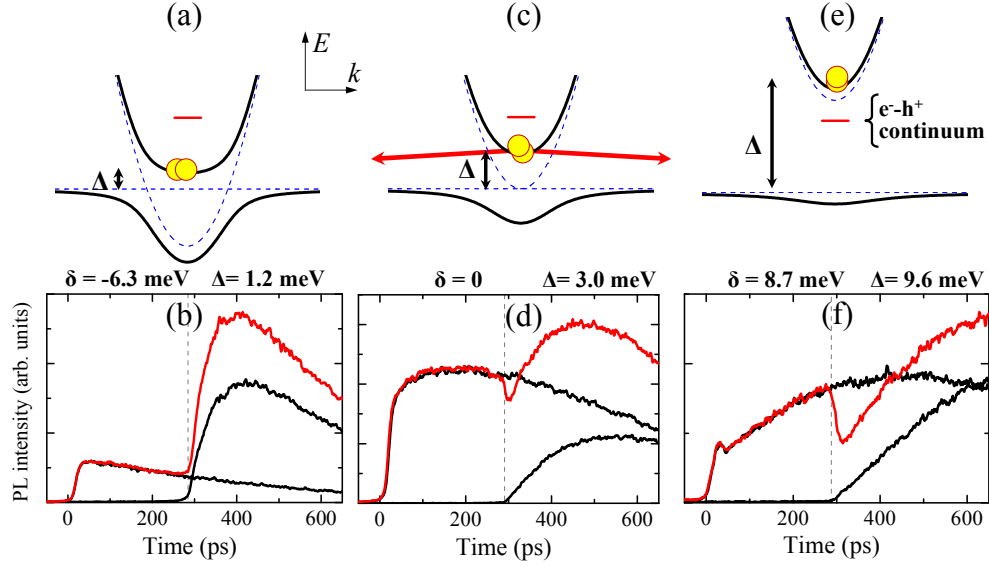 (a)
(c)
(e)
E
k
Δ
Δ
Δ
e⁻-h⁺
continuum
δ = -6.3 meV Δ= 1.2 meV
δ = 0 Δ= 3.0 meV
δ = 8.7 meV Δ= 9.6 meV
(b)
(d)
(f)
PL intensity (arb. units)
0 200 400 600
0 200 400 600
0 200 400 600
Time (ps)
Time (ps)
Time (ps)